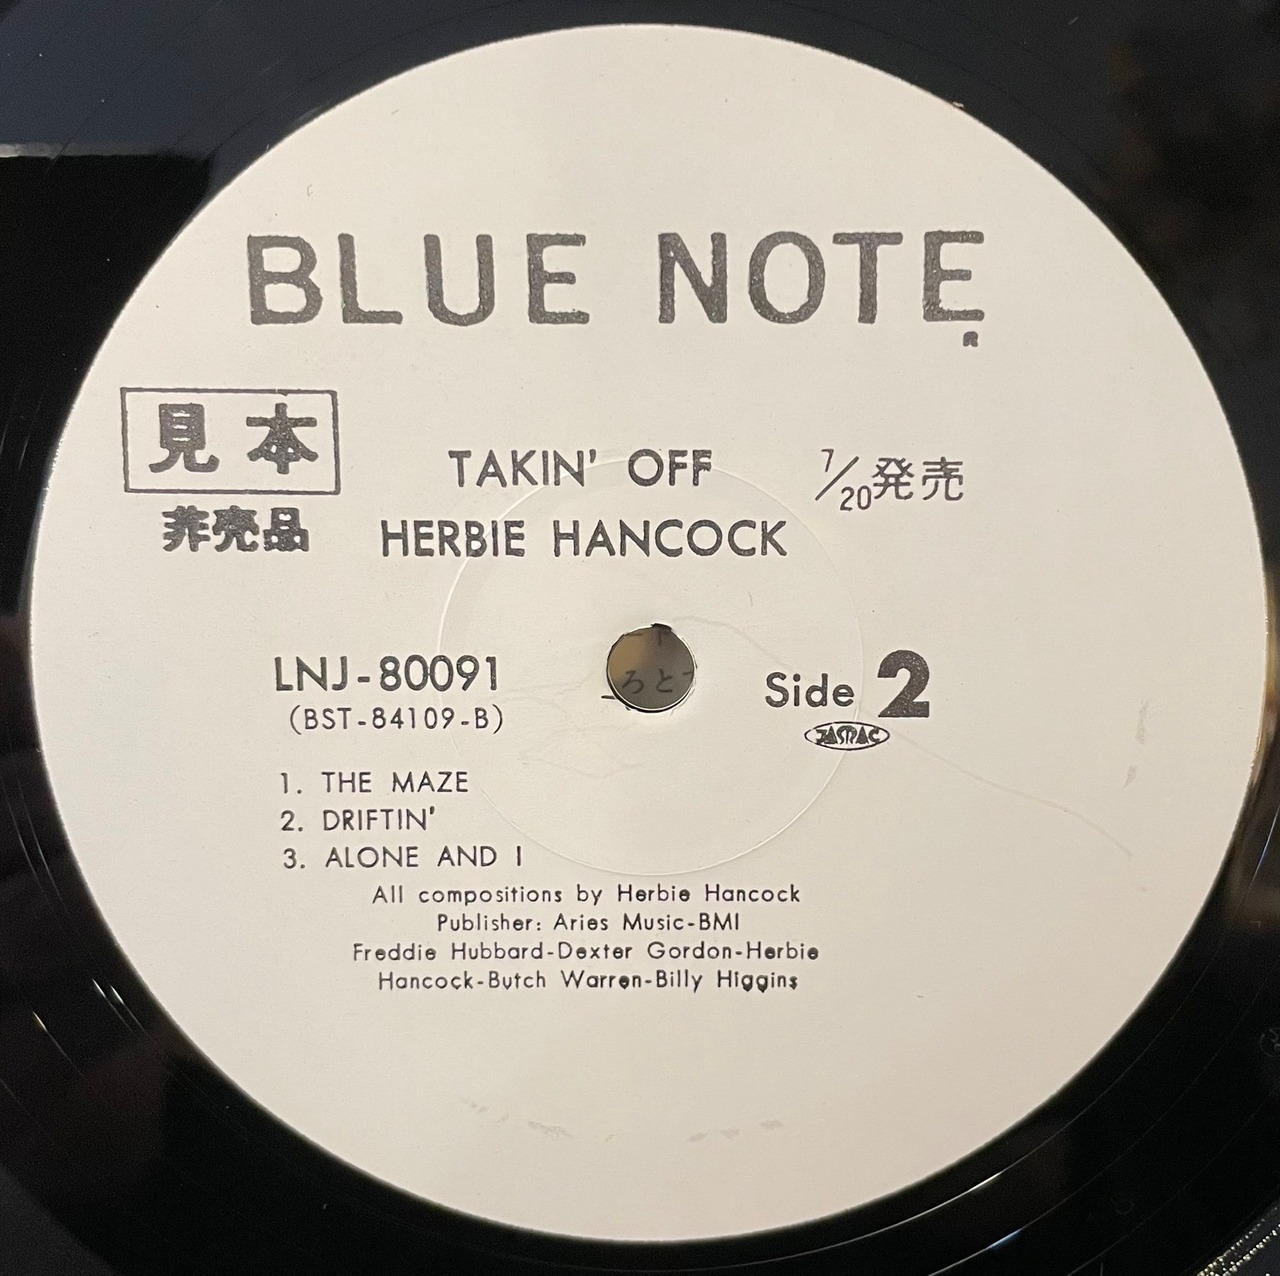 BLUE NOTE
R
見本
非売品
TAKIN' OFF
7/20発売
HERBIE HANCOCK
LNJ-80091
(BST-84109-B)
Side 2
JASRAC
1. THE MAZE
2. DRIFTIN'
3. ALONE AND I
All compositions by Herbie Hancock
Publisher: Aries Music-BMI
Freddie Hubbard-Dexter Gordon-Herbie
Hancock-Butch Warren-Billy Higgins
ろと